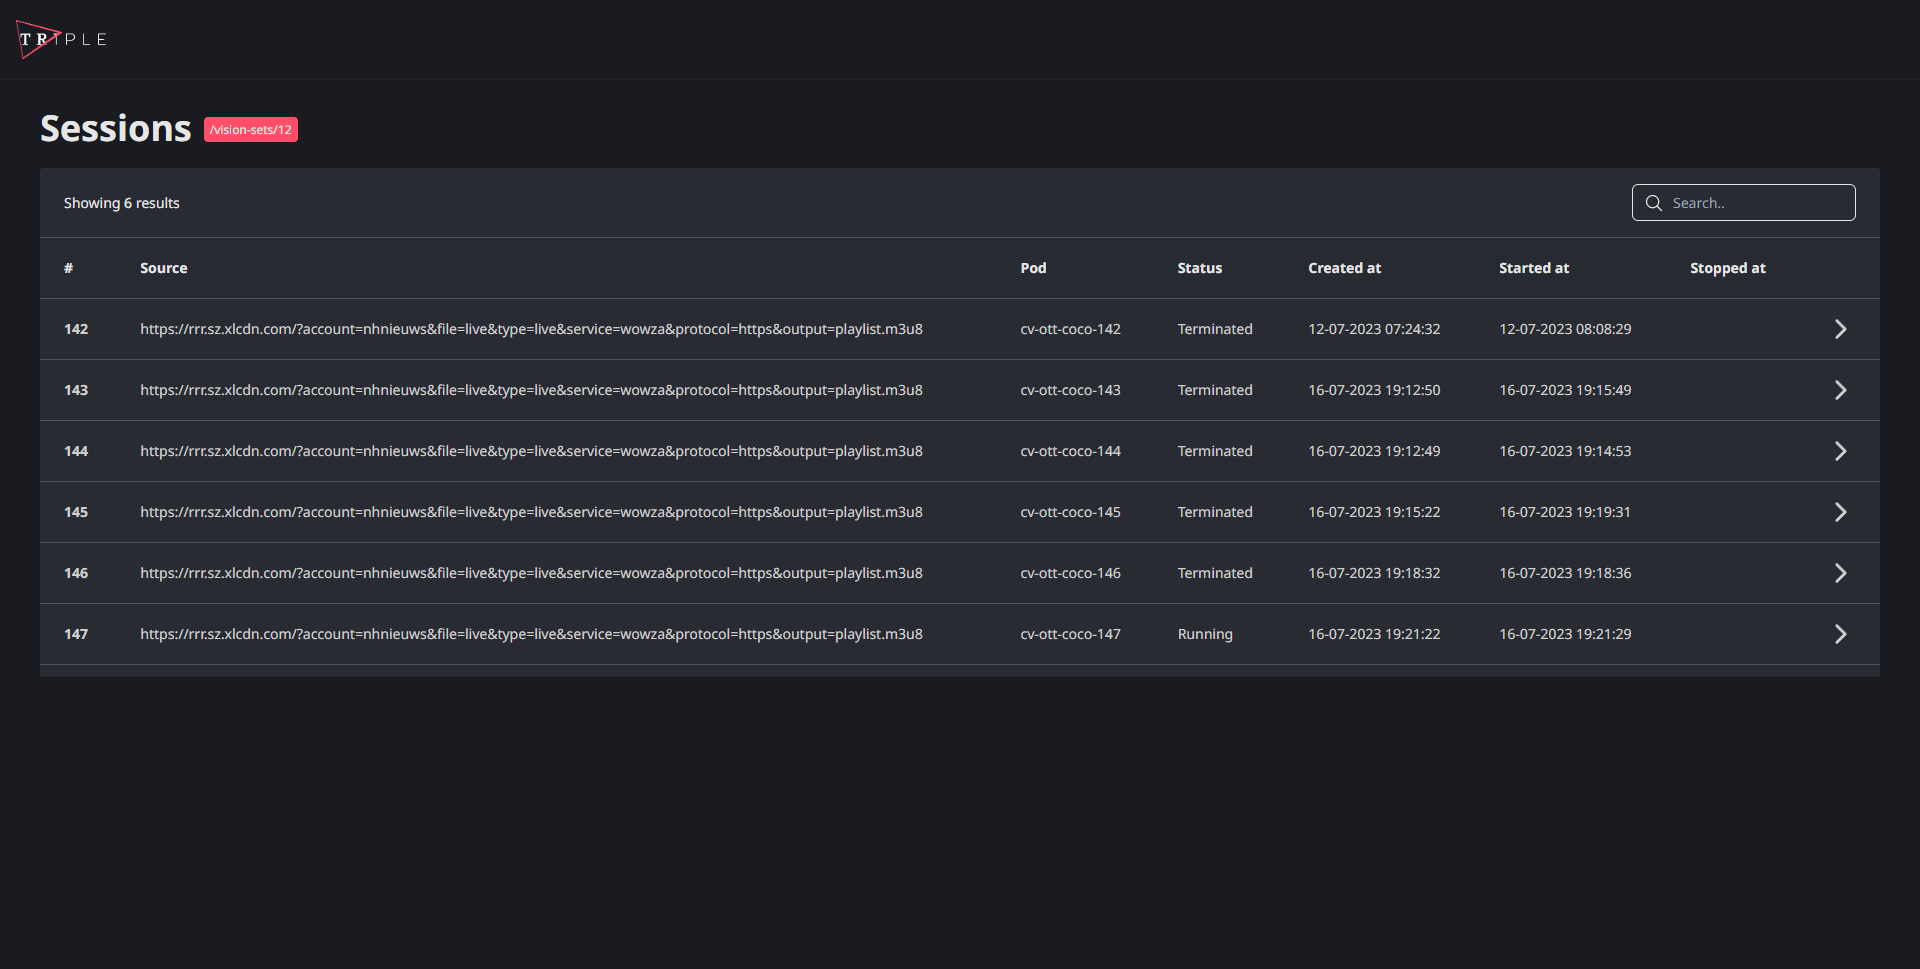 TRIPLE
Sessions /vision-sets/12
Showing 6 results Search..
# Source Pod Status Created at Started at Stopped at
142 https://rrr.sz.xlcdn.com/?account=nhnieuws&file=live&type=live&service=wowza&protocol=https&output=playlist.m3u8 cv-ott-coco-142 Terminated 12-07-2023 07:24:32 12-07-2023 08:08:29
143 https://rrr.sz.xlcdn.com/?account=nhnieuws&file=live&type=live&service=wowza&protocol=https&output=playlist.m3u8 cv-ott-coco-143 Terminated 16-07-2023 19:12:50 16-07-2023 19:15:49
144 https://rrr.sz.xlcdn.com/?account=nhnieuws&file=live&type=live&service=wowza&protocol=https&output=playlist.m3u8 cv-ott-coco-144 Terminated 16-07-2023 19:12:49 16-07-2023 19:14:53
145 https://rrr.sz.xlcdn.com/?account=nhnieuws&file=live&type=live&service=wowza&protocol=https&output=playlist.m3u8 cv-ott-coco-145 Terminated 16-07-2023 19:15:22 16-07-2023 19:19:31
146 https://rrr.sz.xlcdn.com/?account=nhnieuws&file=live&type=live&service=wowza&protocol=https&output=playlist.m3u8 cv-ott-coco-146 Terminated 16-07-2023 19:18:32 16-07-2023 19:18:36
147 https://rrr.sz.xlcdn.com/?account=nhnieuws&file=live&type=live&service=wowza&protocol=https&output=playlist.m3u8 cv-ott-coco-147 Running 16-07-2023 19:21:22 16-07-2023 19:21:29